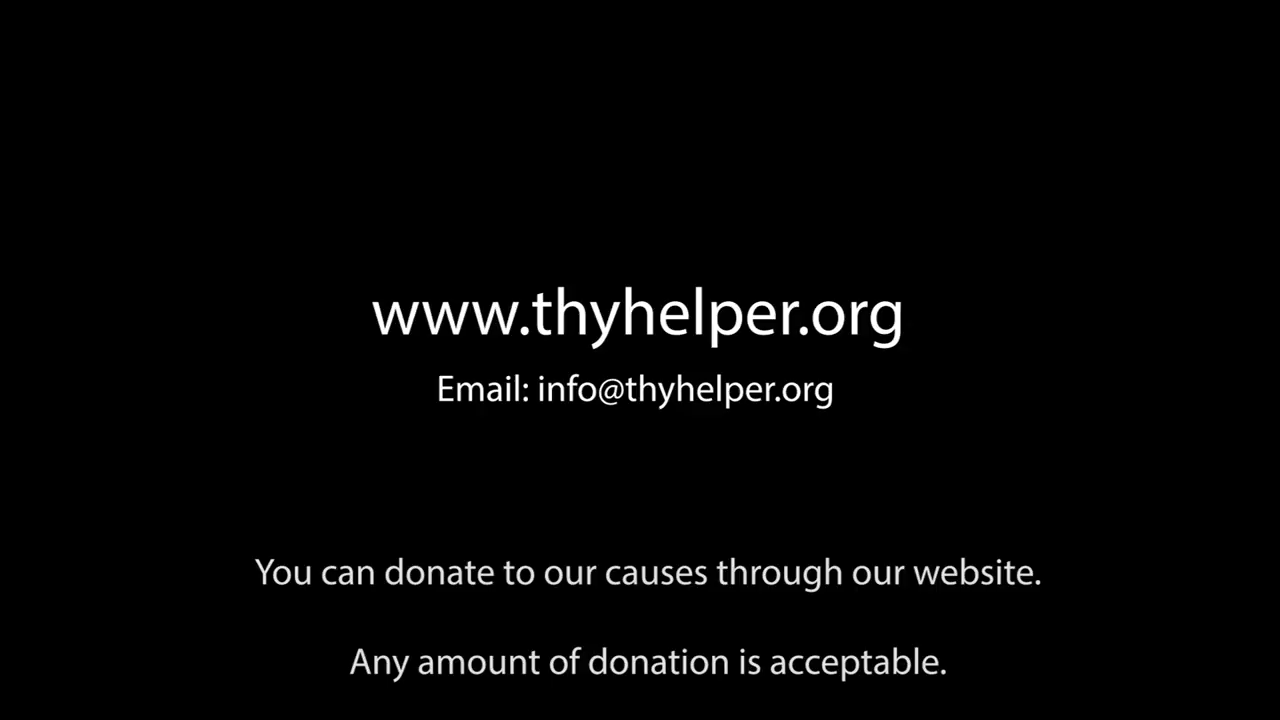 www.thyhelper.org
Email: info@thyhelper.org
You can donate to our causes through our website.
Any amount of donation is acceptable.